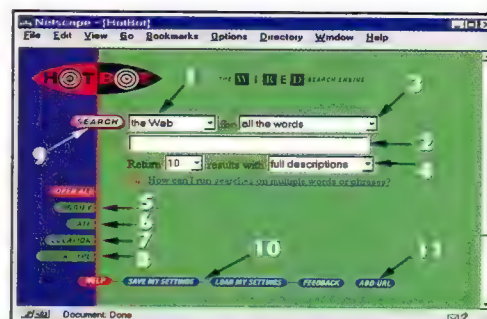 Netscape - [HotBot]
File Edit View Go Bookmarks Options Directory Window Help
HOTBOT
THE WIRED SEARCH ENGINE
1
3
SEARCH the Web for all the words
9
2
Return 10 results with full descriptions
4
How can I run searches on multiple words or phrases?
5
6
7
8
10
11
HELP SAVE MY SETTINGS LOAD MY SETTINGS FEEDBACK ADD URL
Document: Done